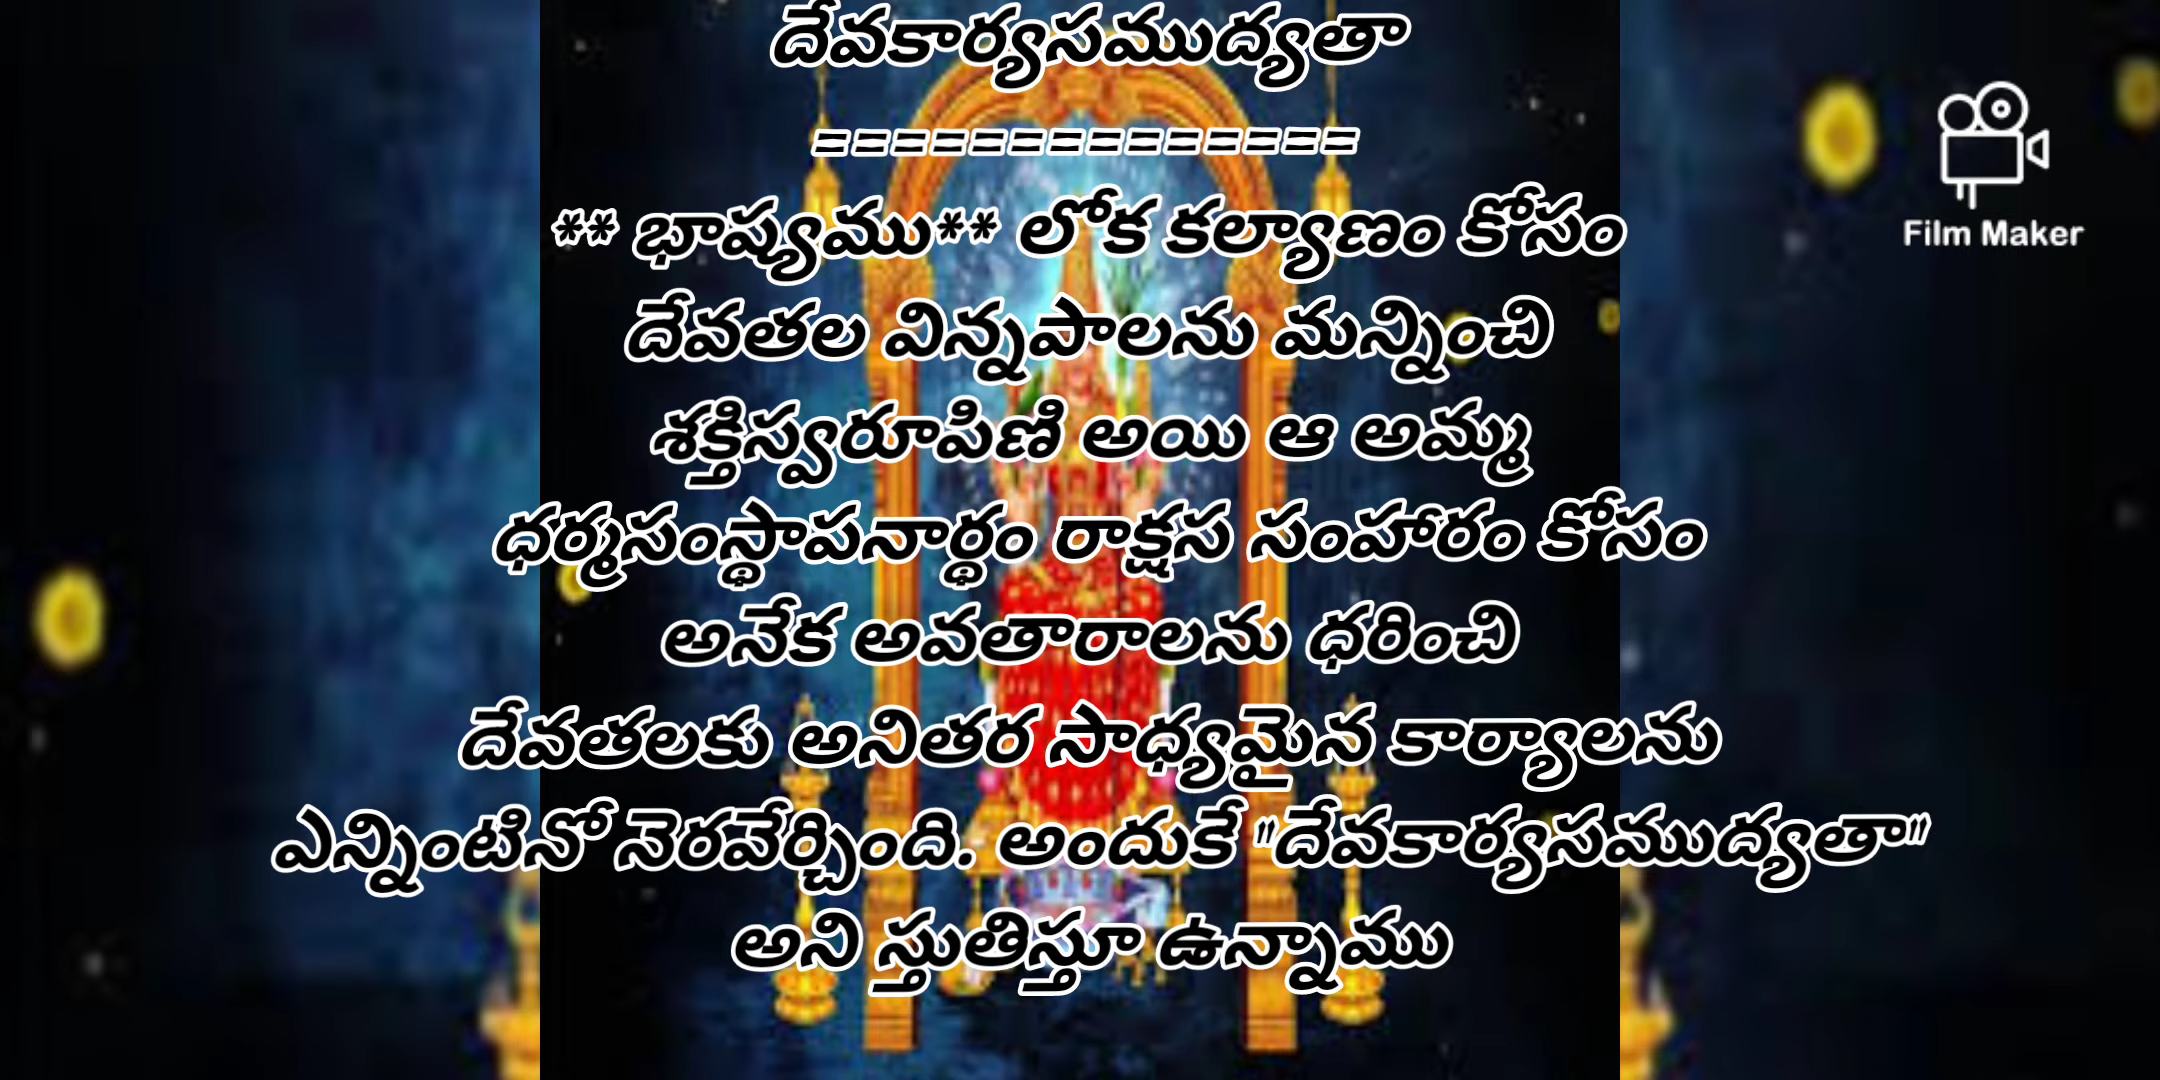 దేవకార్యసముద్యతా
==============
** భాష్యము** లోక కల్యాణం కోసం
దేవతల విన్నపాలను మన్నించి
శక్తిస్వరూపిణి అయి ఆ అమ్మ
ధర్మసంస్థాపనార్థం రాక్షస సంహారం కోసం
అనేక అవతారాలను ధరించి
దేవతలకు అనితర సాధ్యమైన కార్యాలను
ఎన్నింటినో నెరవేర్చింది. అందుకే "దేవకార్యసముద్యతా"
అని స్తుతిస్తూ ఉన్నాము
Film Maker